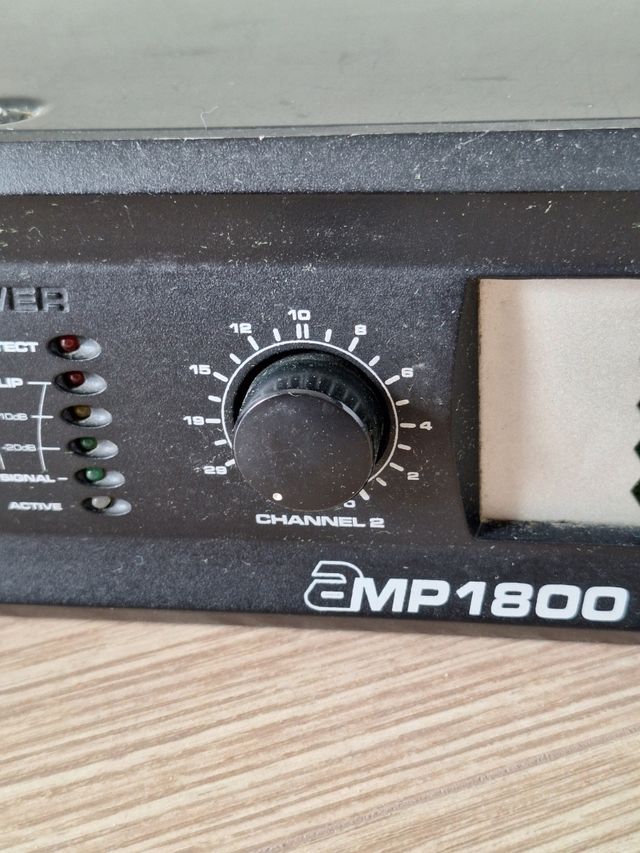 WER
TECT
LIP
10dB
-20dB
SIGNAL
ACTIVE
12 10 8
15 6
19 4
29 2
0
CHANNEL 2
aMP1800